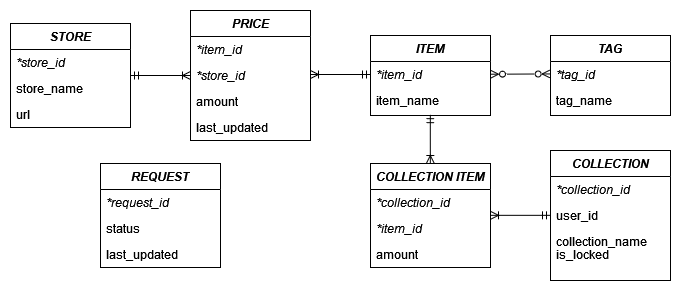 STORE
*store_id
store_name
url
PRICE
*item_id
*store_id
amount
last_updated
ITEM
*item_id
item_name
TAG
*tag_id
tag_name
REQUEST
*request_id
status
last_updated
COLLECTION ITEM
*collection_id
*item_id
amount
COLLECTION
*collection_id
user_id
collection_name
is_locked